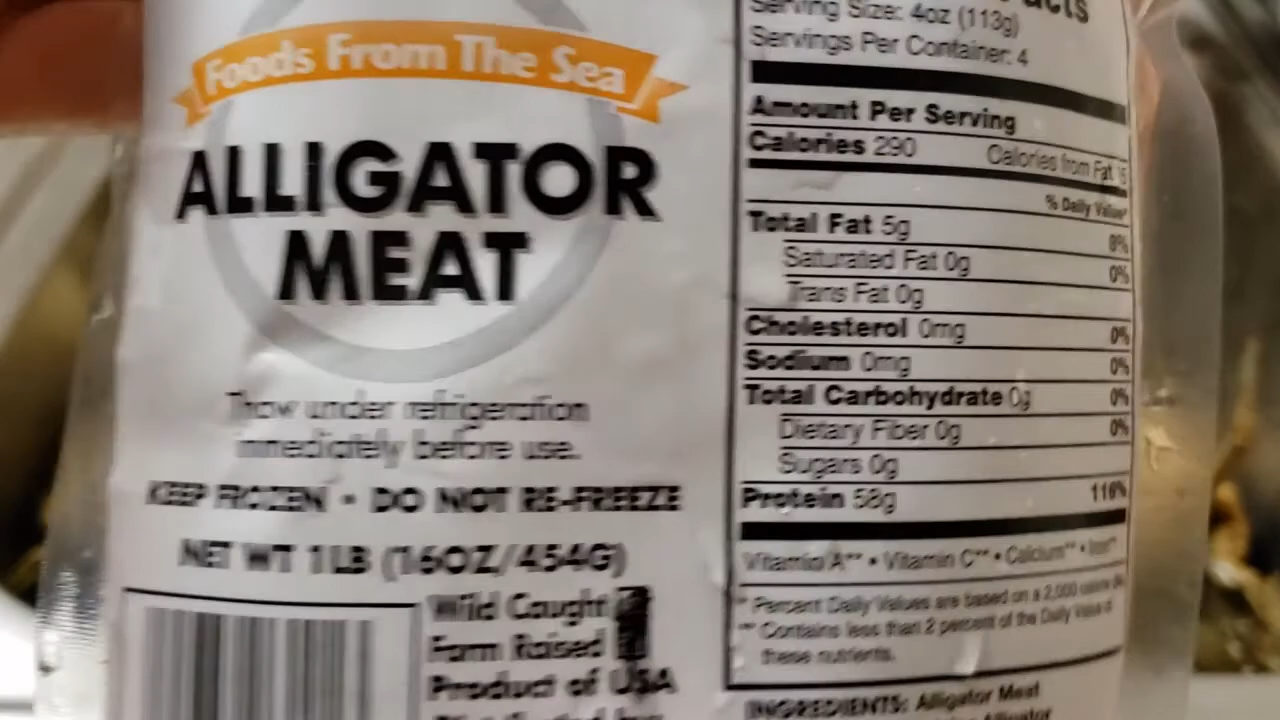 Foods From The Sea
ALLIGATOR
MEAT
Thaw under refrigeration
immediately before use.
KEEP FROZEN • DO NOT RE-FREEZE
NET WT 1LB (16OZ/454G)
Wild Caught
Farm Raised
Product of USA
Serving Size: 4oz (113g)
Servings Per Container: 4
Amount Per Serving
Calories 290 Calories from Fat
% Daily Value*
Total Fat 5g 8%
Saturated Fat 0g 0%
Trans Fat 0g
Cholesterol 0mg 0%
Sodium 0mg 0%
Total Carbohydrate 0g 0%
Dietary Fiber 0g 0%
Sugars 0g
Protein 58g 116%
Vitamin A** • Vitamin C** • Calcium** • Iron**
* Percent Daily Values are based on a 2,000 calorie
** Contains less than 2 percent of the Daily Value of
these nutrients.
INGREDIENTS: Alligator Meat
Alligator